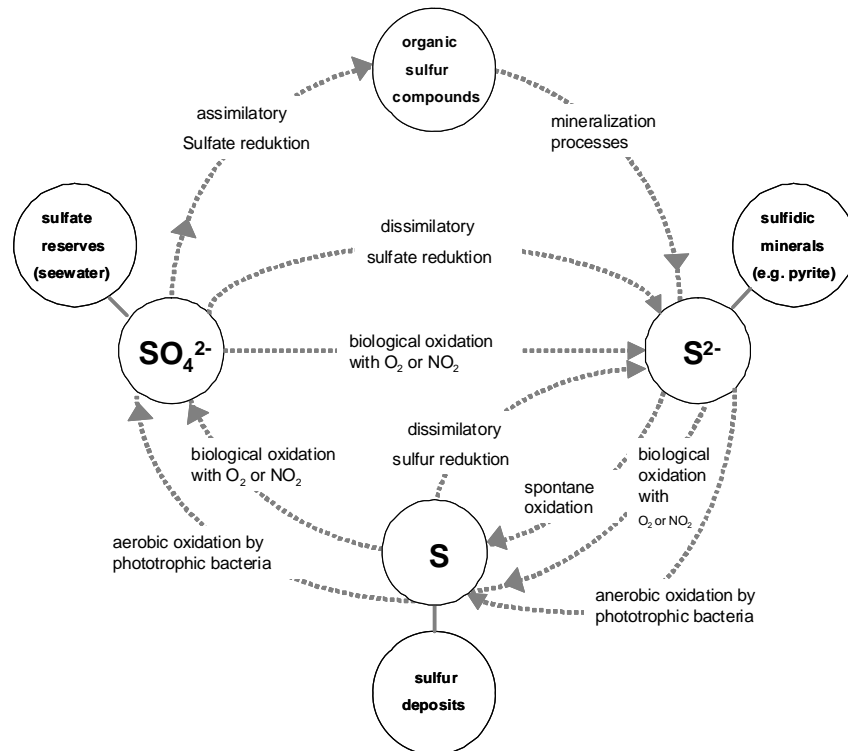 organic
sulfur
compounds
assimilatory
Sulfate reduktion
mineralization
processes
sulfate
reserves
(seewater)
sulfidic
minerals
(e.g. pyrite)
dissimilatory
sulfate reduktion
SO₄²⁻
S²⁻
biological oxidation
with O₂ or NO₂
dissimilatory
sulfur reduktion
biological oxidation
with O₂ or NO₂
biological
oxidation
with
O₂ or NO₂
spontane
oxidation
aerobic oxidation by
phototrophic bacteria
S
anerobic oxidation by
phototrophic bacteria
sulfur
deposits